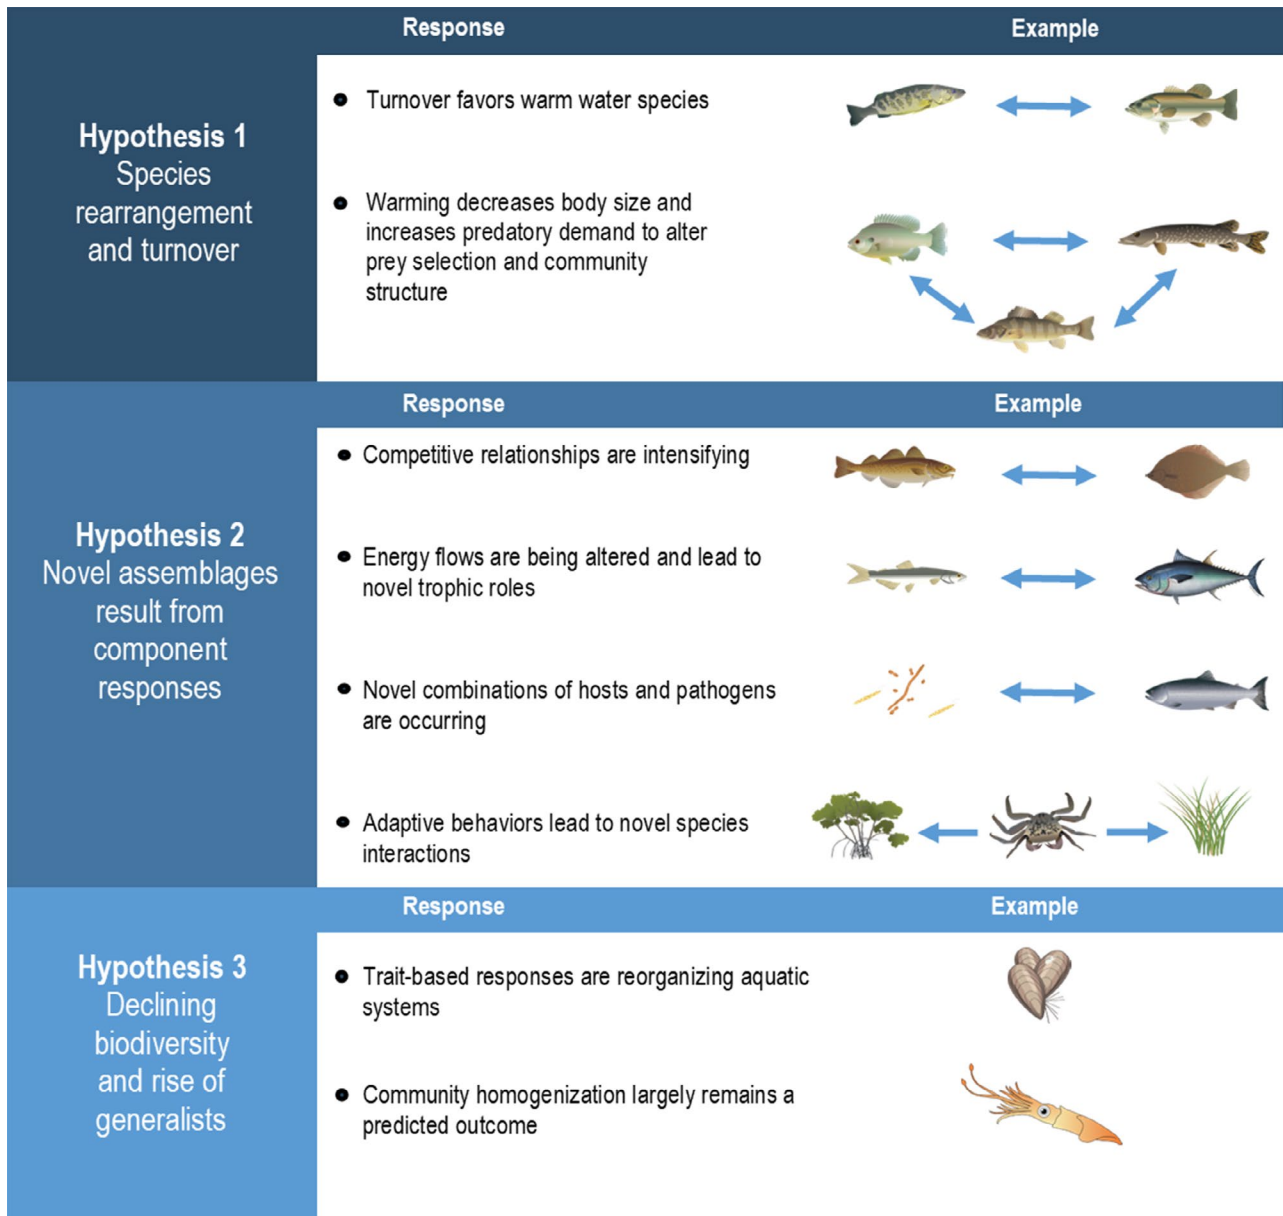 Response
Example
Hypothesis 1
Species
rearrangement
and turnover
Turnover favors warm water species
Warming decreases body size and
increases predatory demand to alter
prey selection and community
structure
Response
Example
Hypothesis 2
Novel assemblages
result from
component
responses
Competitive relationships are intensifying
Energy flows are being altered and lead to
novel trophic roles
Novel combinations of hosts and pathogens
are occurring
Adaptive behaviors lead to novel species
interactions
Response
Example
Hypothesis 3
Declining
biodiversity
and rise of
generalists
Trait-based responses are reorganizing aquatic
systems
Community homogenization largely remains a
predicted outcome